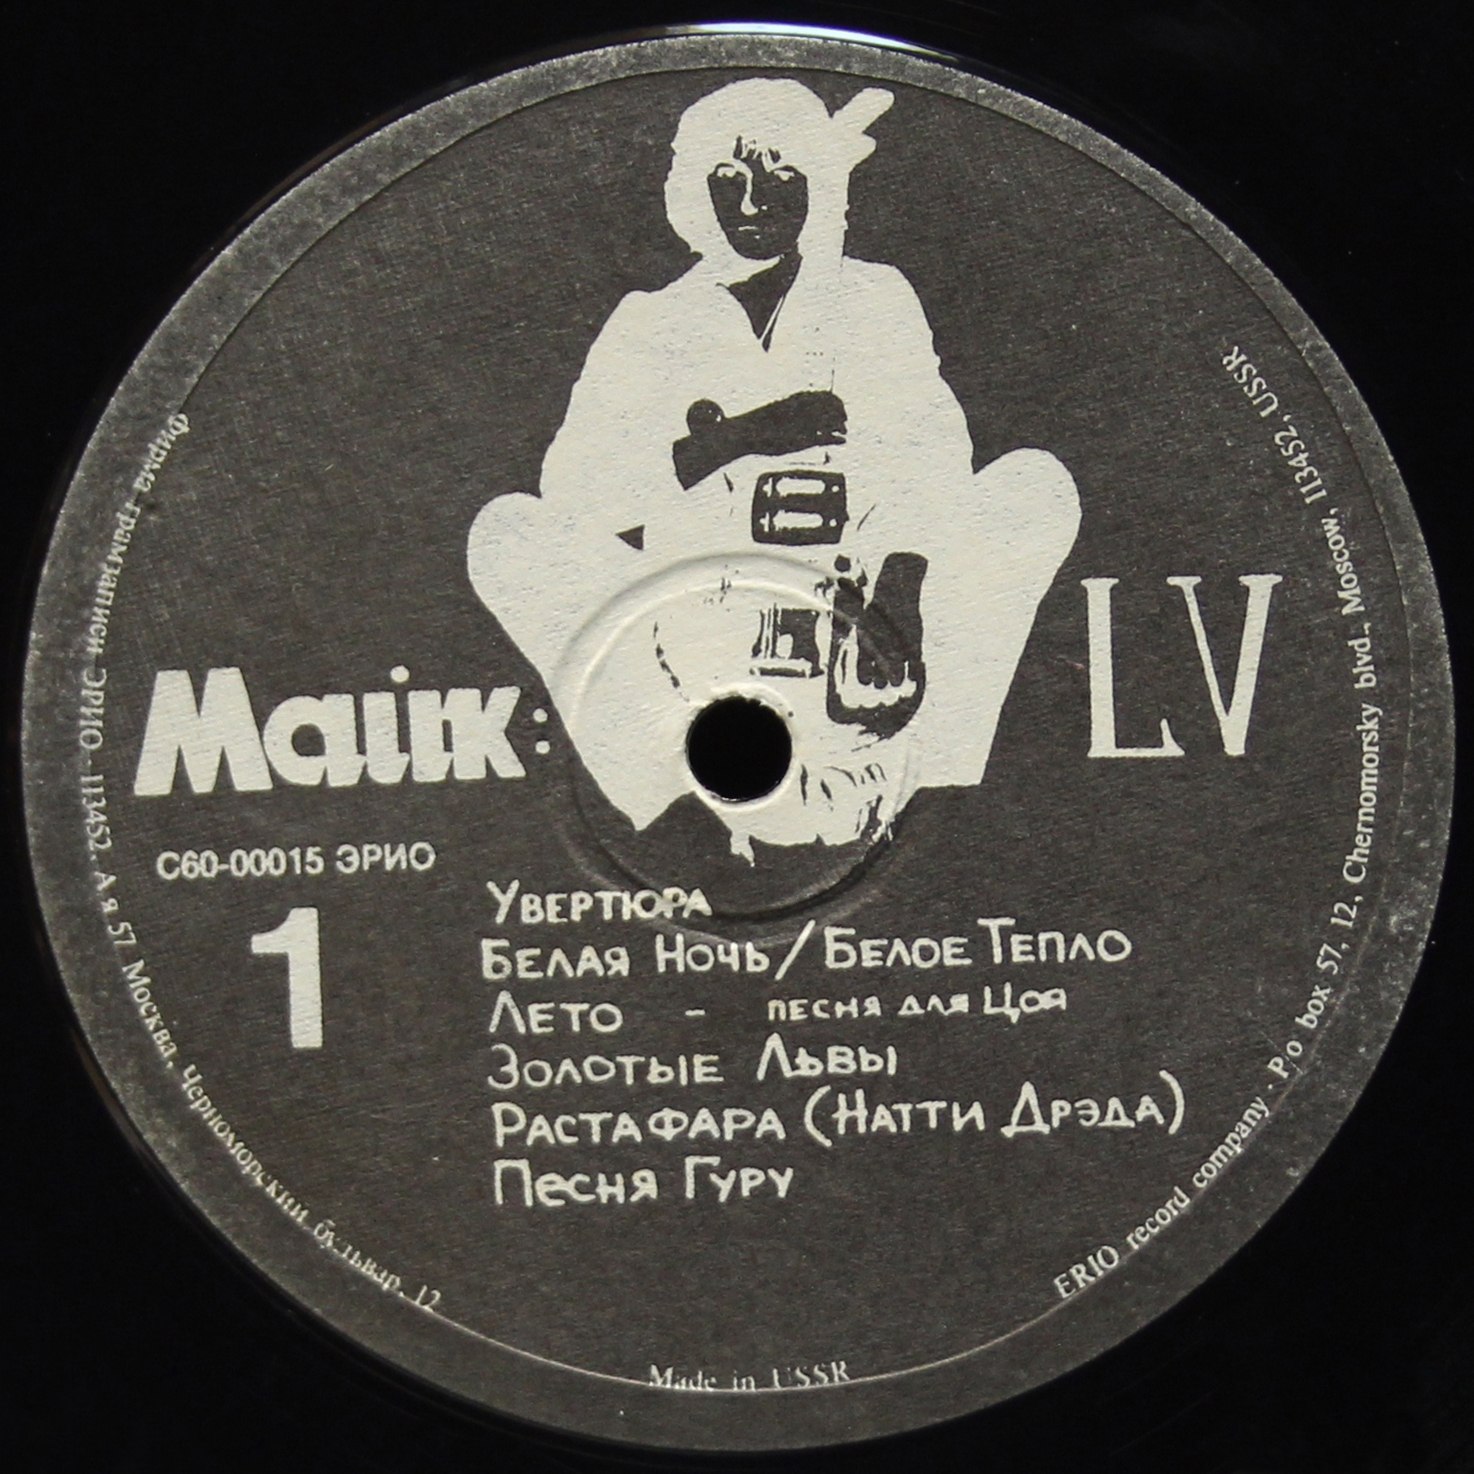 Майк:
LV
С60-00015 ЭРИО
1
Увертюра
Белая Ночь/Белое Тепло
Лето - песня для Цоя
Золотые Львы
Растафара (Натти Дрэда)
Песня Гуру
Фирма грамзаписи ЭРИО. 113452. А/я 57 Москва, Черноморский бульвар, 12
ERIO record company · P.o box 57, 12, Chernomorsky blvd., Moscow, 113452, USSR
Made in USSR